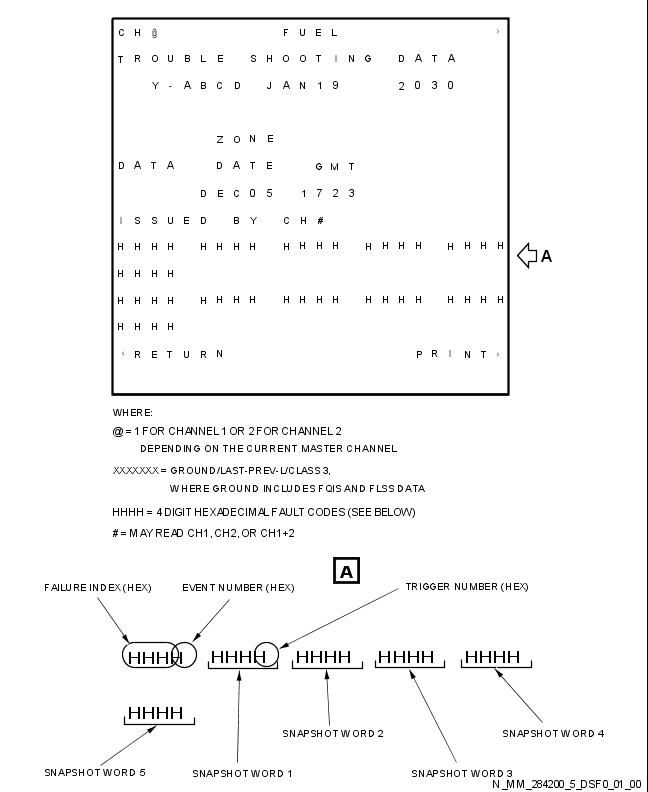 CH@ FUEL ›
TROUBLE SHOOTING DATA
Y-ABCD JAN19 2030
ZONE
DATA DATE GMT
DEC05 1723
ISSUED BY CH#
HHHH HHHH HHHH HHHH HHHH
HHHH
HHHH HHHH HHHH HHHH HHHH
HHHH
‹RETURN PRINT›
A
WHERE:
@ = 1 FOR CHANNEL 1 OR 2 FOR CHANNEL 2
DEPENDING ON THE CURRENT MASTER CHANNEL
XXXXXXX = GROUND/LAST-PREV-L/CLASS 3,
WHERE GROUND INCLUDES FQIS AND FLSS DATA
HHHH = 4 DIGIT HEXADECIMAL FAULT CODES (SEE BELOW)
# = MAY READ CH1, CH2, OR CH1+2
A
FAILURE INDEX (HEX) EVENT NUMBER (HEX) TRIGGER NUMBER (HEX)
HHHH HHHH HHHH HHHH HHHH
HHHH
SNAPSHOT WORD 2 SNAPSHOT WORD 4
SNAPSHOT WORD 5 SNAPSHOT WORD 1 SNAPSHOT WORD 3
N_MM_284200_5_DSF0_01_00